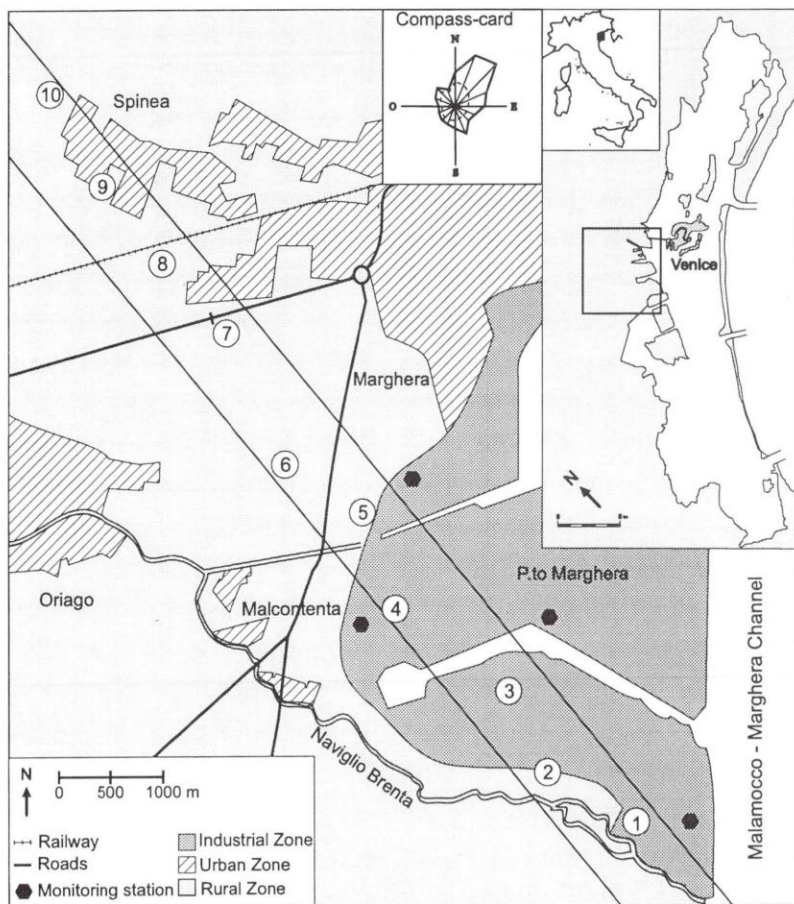 Compass-card
N
O
E
S
10
Spinea
9
8
7
Venice
Marghera
6
5
N
P.to Marghera
Oriago
Malcontenta
4
3
Naviglio Brenta
2
1
Malamocco - Marghera Channel
N
0 500 1000 m
Railway
Roads
Monitoring station
Industrial Zone
Urban Zone
Rural Zone